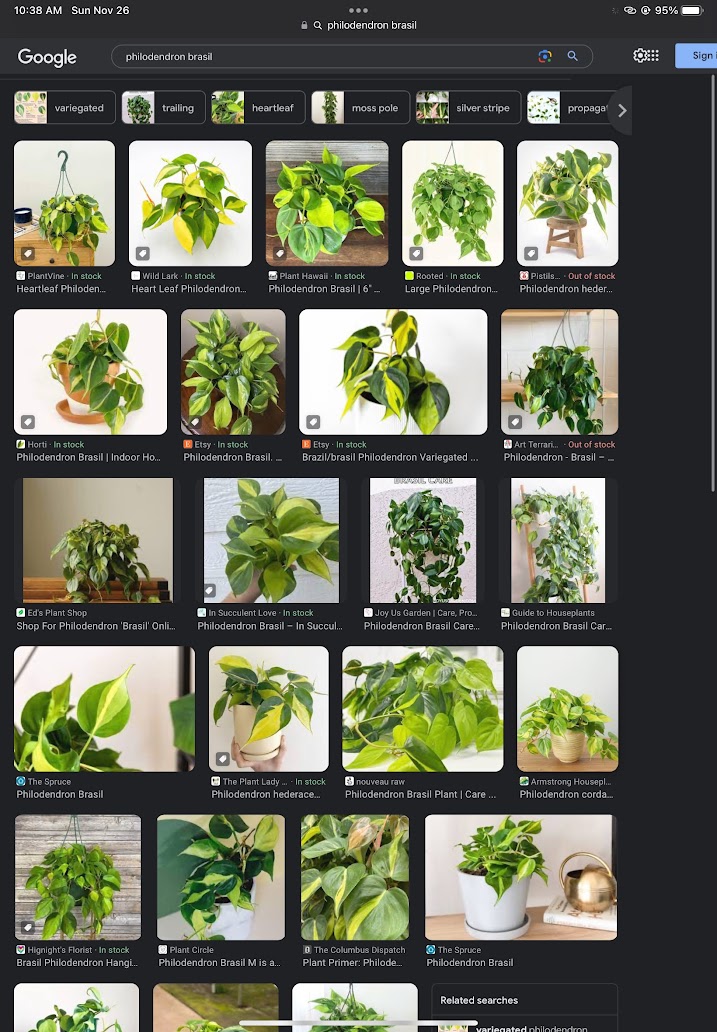 10:38 AM Sun Nov 26
95%
philodendron brasil
Google
philodendron brasil
Sign
variegated
trailing
heartleaf
moss pole
silver stripe
propaga
PlantVine · In stock
Heartleaf Philoden...
Wild Lark · In stock
Heart Leaf Philodendron...
Plant Hawaii · In stock
Philodendron Brasil | 6" ...
Rooted · In stock
Large Philodendron...
Pistils... · Out of stock
Philodendron heder...
Horti · In stock
Philodendron Brasil | Indoor Ho...
Etsy · In stock
Philodendron Brasil. ...
Etsy · In stock
Brazil/brasil Philodendron Variegated ...
Art Terrari... · Out of stock
Philodendron - Brasil – ...
BRASIL CARE
Ed's Plant Shop
Shop For Philodendron 'Brasil' Onli...
In Succulent Love · In stock
Philodendron Brasil – In Succul...
Joy Us Garden | Care, Pro...
Philodendron Brasil Care...
Guide to Houseplants
Philodendron Brasil Car...
The Spruce
Philodendron Brasil
The Plant Lady ... · In stock
Philodendron hederace...
nouveau raw
Philodendron Brasil Plant | Care ...
Armstrong Housepl...
Philodendron corda...
Hignight's Florist · In stock
Brasil Philodendron Hangi...
Plant Circle
Philodendron Brasil M is a...
The Columbus Dispatch
Plant Primer: Philode...
The Spruce
Philodendron Brasil
Related searches
variegated philodendron